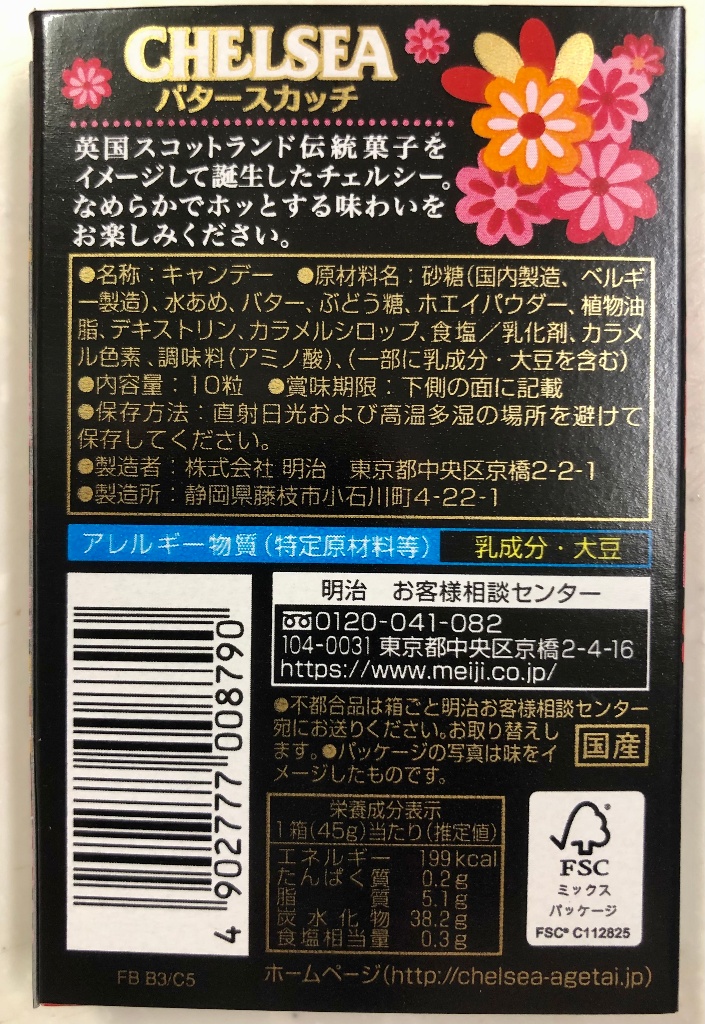 CHELSEA
バタースカッチ
英国スコットランド伝統菓子を
イメージして誕生したチェルシー。
なめらかでホッとする味わいを
お楽しみください。
●名称：キャンデー ●原材料名：砂糖(国内製造、ベルギ
ー製造)、水あめ、バター、ぶどう糖、ホエイパウダー、植物油
脂、デキストリン、カラメルシロップ、食塩／乳化剤、カラメ
ル色素、調味料(アミノ酸)、(一部に乳成分・大豆を含む)
●内容量：10粒 ●賞味期限：下側の面に記載
●保存方法：直射日光および高温多湿の場所を避けて
保存してください。
●製造者：株式会社 明治 東京都中央区京橋2-2-1
●製造所：静岡県藤枝市小石川町4-22-1
アレルギー物質(特定原材料等) 乳成分・大豆
明治 お客様相談センター
0120-041-082
104-0031 東京都中央区京橋2-4-16
https://www.meiji.co.jp/
●不都合品は箱ごと明治お客様相談センター
宛にお送りください。お取り替えし
ます。●パッケージの写真は味をイ
メージしたものです。
国産
栄養成分表示
1箱(45g)当たり(推定値)
エネルギー 199kcal
たんぱく質 0.2g
脂質 5.1g
炭水化物 38.2g
食塩相当量 0.3g
FSC
ミックス
パッケージ
FSC® C112825
4 902777 008790
FB B3/C5
ホームページ(http://chelsea-agetai.jp)